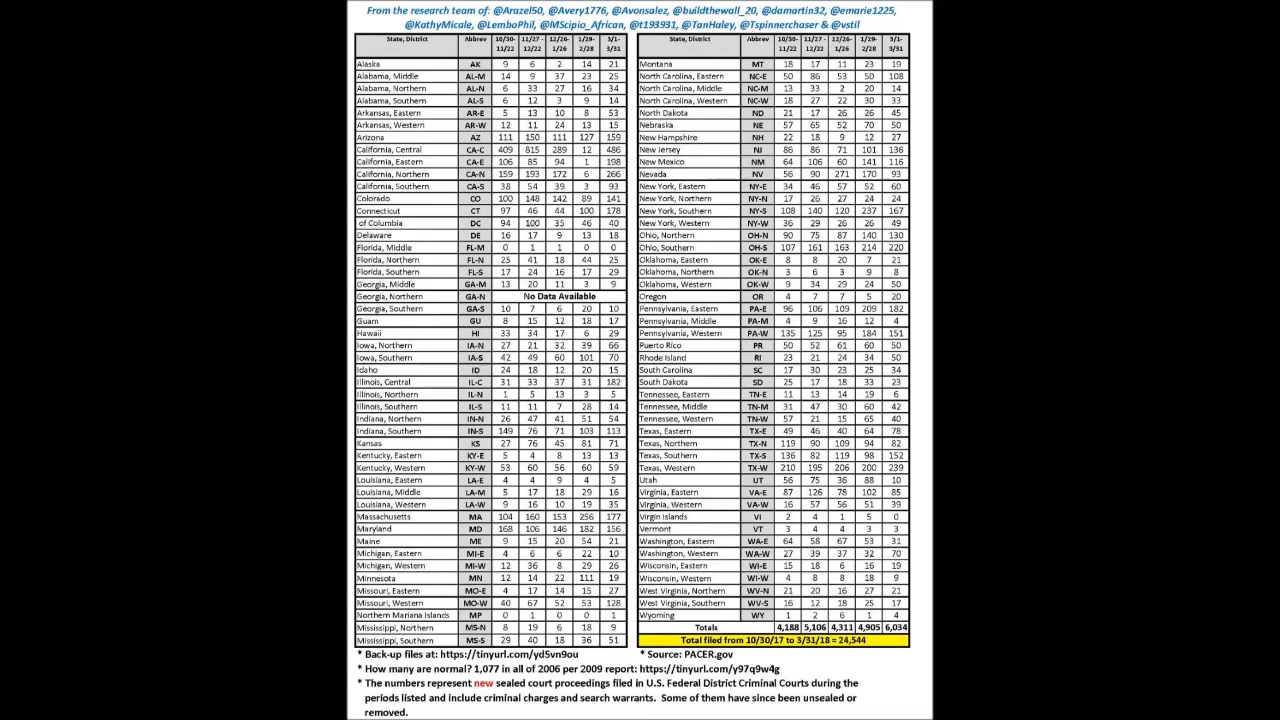 From the research team of: @Arazel50, @Avery1776, @Avonsalez, @buildthewall_20, @damartin32, @emarie1225,
@KathyMicale, @LemboPhil, @MScipio_African, @t193931, @TanHaley, @Tspinnerchaser & @vstil
State, District Abbrev 10/30-11/22 11/27-12/22 12/26-1/26 1/29-2/28 3/1-3/31
Alaska AK 9 6 2 14 21
Alabama, Middle AL-M 14 9 37 23 25
Alabama, Northern AL-N 6 33 27 16 34
Alabama, Southern AL-S 6 12 3 9 14
Arkansas, Eastern AR-E 5 13 10 8 53
Arkansas, Western AR-W 12 11 24 13 15
Arizona AZ 111 150 111 127 159
California, Central CA-C 409 815 289 12 486
California, Eastern CA-E 106 85 94 1 198
California, Northern CA-N 159 193 172 6 266
California, Southern CA-S 38 54 39 3 93
Colorado CO 100 148 142 89 141
Connecticut CT 97 46 44 100 178
of Columbia DC 94 100 35 46 40
Delaware DE 16 17 9 13 18
Florida, Middle FL-M 0 1 1 0 0
Florida, Northern FL-N 25 41 18 44 25
Florida, Southern FL-S 17 24 16 17 29
Georgia, Middle GA-M 13 20 11 3 9
Georgia, Northern GA-N No Data Available
Georgia, Southern GA-S 10 7 6 20 10
Guam GU 8 15 12 18 17
Hawaii HI 33 34 17 6 29
Iowa, Northern IA-N 27 21 32 39 66
Iowa, Southern IA-S 42 49 60 101 70
Idaho ID 24 18 12 20 15
Illinois, Central IL-C 31 33 37 31 182
Illinois, Northern IL-N 1 5 13 3 5
Illinois, Southern IL-S 11 11 7 28 14
Indiana, Northern IN-N 26 47 41 51 54
Indiana, Southern IN-S 149 76 71 103 113
Kansas KS 27 76 45 81 71
Kentucky, Eastern KY-E 5 4 8 13 13
Kentucky, Western KY-W 53 60 56 60 59
Louisiana, Eastern LA-E 4 4 9 4 5
Louisiana, Middle LA-M 5 17 18 29 16
Louisiana, Western LA-W 9 16 10 19 35
Massachusetts MA 104 160 153 256 177
Maryland MD 168 106 146 182 156
Maine ME 9 15 20 54 21
Michigan, Eastern MI-E 4 6 6 22 10
Michigan, Western MI-W 12 36 8 29 26
Minnesota MN 12 14 22 111 19
Missouri, Eastern MO-E 4 17 14 15 27
Missouri, Western MO-W 40 67 52 53 128
Northern Mariana Islands MP 0 1 0 0 1
Mississippi, Northern MS-N 8 19 6 18 9
Mississippi, Southern MS-S 29 40 18 36 51
State, District Abbrev 10/30-11/22 11/27-12/22 12/26-1/26 1/29-2/28 3/1-3/31
Montana MT 18 17 11 23 19
North Carolina, Eastern NC-E 50 86 53 50 108
North Carolina, Middle NC-M 13 33 2 20 14
North Carolina, Western NC-W 18 27 22 30 33
North Dakota ND 21 17 26 26 45
Nebraska NE 57 65 52 70 50
New Hampshire NH 22 18 9 12 27
New Jersey NJ 86 86 71 101 136
New Mexico NM 64 106 60 141 116
Nevada NV 56 90 271 170 93
New York, Eastern NY-E 34 46 57 52 60
New York, Northern NY-N 17 26 27 24 24
New York, Southern NY-S 108 140 120 237 167
New York, Western NY-W 36 29 26 26 49
Ohio, Northern OH-N 90 75 87 140 130
Ohio, Southern OH-S 107 161 163 214 220
Oklahoma, Eastern OK-E 8 8 20 7 21
Oklahoma, Northern OK-N 3 6 3 9 8
Oklahoma, Western OK-W 9 34 29 24 50
Oregon OR 4 7 7 5 20
Pennsylvania, Eastern PA-E 96 106 109 209 182
Pennsylvania, Middle PA-M 4 9 16 12 4
Pennsylvania, Western PA-W 135 125 95 184 151
Puerto Rico PR 50 52 61 60 50
Rhode Island RI 23 21 24 34 50
South Carolina SC 17 30 23 25 34
South Dakota SD 25 17 18 33 23
Tennessee, Eastern TN-E 11 13 14 19 6
Tennessee, Middle TN-M 31 47 30 60 42
Tennessee, Western TN-W 57 21 15 65 40
Texas, Eastern TX-E 49 46 40 64 78
Texas, Northern TX-N 119 90 109 94 82
Texas, Southern TX-S 136 82 119 98 152
Texas, Western TX-W 210 195 206 200 239
Utah UT 56 75 36 88 10
Virginia, Eastern VA-E 87 126 78 102 85
Virginia, Western VA-W 16 57 56 51 39
Virgin Islands VI 2 4 1 5 0
Vermont VT 3 4 4 3 3
Washington, Eastern WA-E 64 58 67 53 31
Washington, Western WA-W 27 39 37 32 70
Wisconsin, Eastern WI-E 15 18 6 16 19
Wisconsin, Western WI-W 4 8 8 18 9
West Virginia, Northern WV-N 21 20 16 27 21
West Virginia, Southern WV-S 16 12 18 25 17
Wyoming WY 1 2 6 1 4
Totals 4,188 5,106 4,311 4,905 6,034
Total filed from 10/30/17 to 3/31/18 = 24,544
* Back-up files at: https://tinyurl.com/yd5vn9ou * Source: PACER.gov
* How many are normal? 1,077 in all of 2006 per 2009 report: https://tinyurl.com/y97q9w4g
* The numbers represent new sealed court proceedings filed in U.S. Federal District Criminal Courts during the
periods listed and include criminal charges and search warrants. Some of them have since been unsealed or
removed.